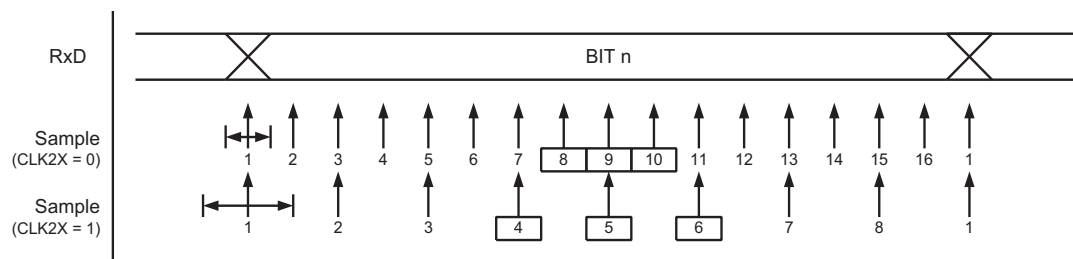 RxD BIT n
Sample
(CLK2X = 0) 1 2 3 4 5 6 7 8 9 10 11 12 13 14 15 16 1
Sample
(CLK2X = 1) 1 2 3 4 5 6 7 8 1